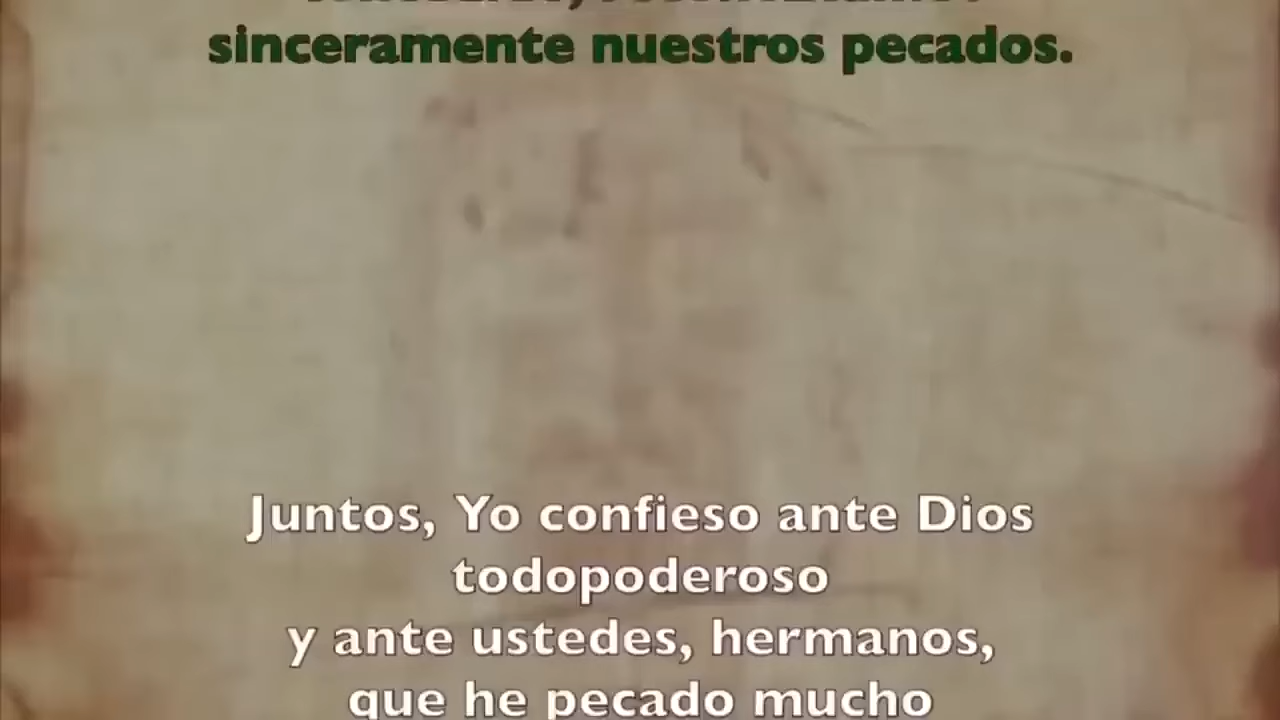 sinceramente nuestros pecados.
Juntos, Yo confieso ante Dios
todopoderoso
y ante ustedes, hermanos,
que he pecado mucho